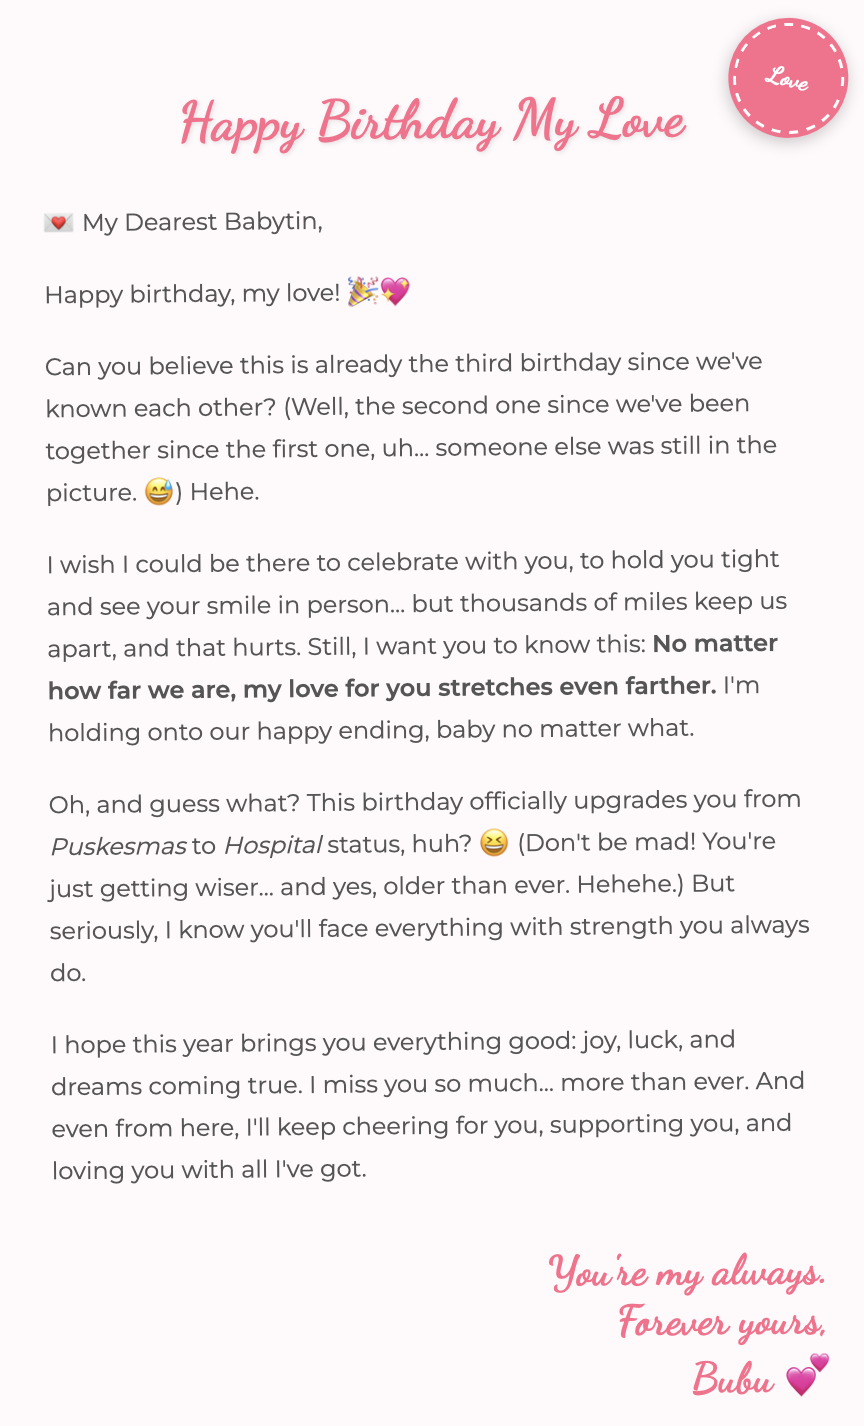 Love
Happy Birthday My Love
💌 My Dearest Babytin,
Happy birthday, my love! 🎉💖
Can you believe this is already the third birthday since we've
known each other? (Well, the second one since we've been
together since the first one, uh... someone else was still in the
picture. 😅) Hehe.
I wish I could be there to celebrate with you, to hold you tight
and see your smile in person... but thousands of miles keep us
apart, and that hurts. Still, I want you to know this: No matter
how far we are, my love for you stretches even farther. I'm
holding onto our happy ending, baby no matter what.
Oh, and guess what? This birthday officially upgrades you from
Puskesmas to Hospital status, huh? 😆 (Don't be mad! You're
just getting wiser... and yes, older than ever. Hehehe.) But
seriously, I know you'll face everything with strength you always
do.
I hope this year brings you everything good: joy, luck, and
dreams coming true. I miss you so much... more than ever. And
even from here, I'll keep cheering for you, supporting you, and
loving you with all I've got.
You're my always.
Forever yours,
Bubu 💕